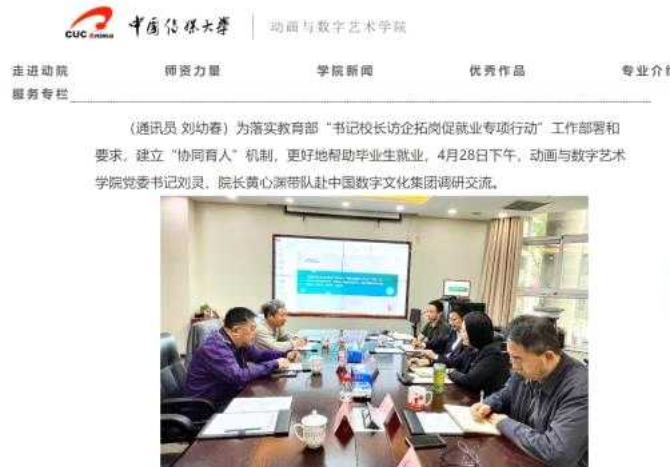 CUC Anima 中国传媒大学 动画与数字艺术学院
走进动院 师资力量 学院新闻 优秀作品 专业介绍
服务专栏
(通讯员 刘幼春)为落实教育部“书记校长访企拓岗促就业专项行动”工作部署和
要求，建立“协同育人”机制，更好地帮助毕业生就业，4月28日下午，动画与数字艺术
学院党委书记刘灵、院长黄心渊带队赴中国数字文化集团调研交流。